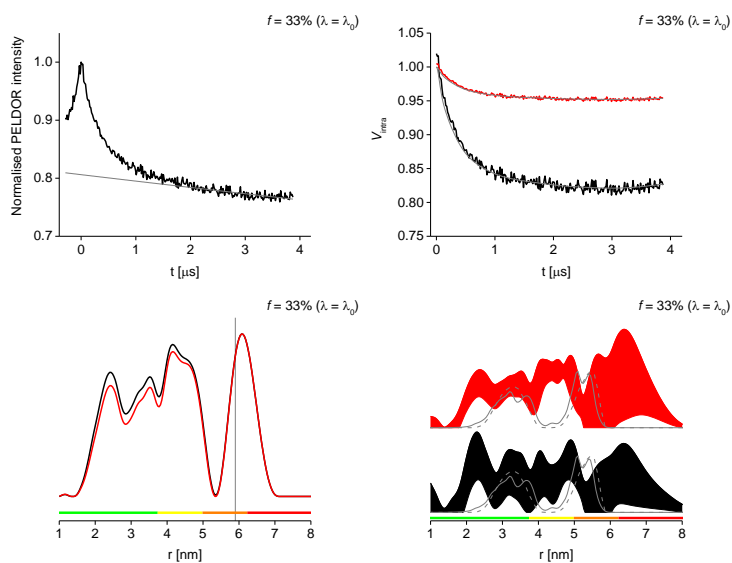 f = 33% (λ = λ₀)
Normalised PELDOR intensity
1.0
0.9
0.8
0.7
0 1 2 3 4
t [μs]
f = 33% (λ = λ₀)
V_intra
1.05
1.00
0.95
0.90
0.85
0.80
0.75
0 1 2 3 4
t [μs]
f = 33% (λ = λ₀)
1 2 3 4 5 6 7 8
r [nm]
f = 33% (λ = λ₀)
1 2 3 4 5 6 7 8
r [nm]